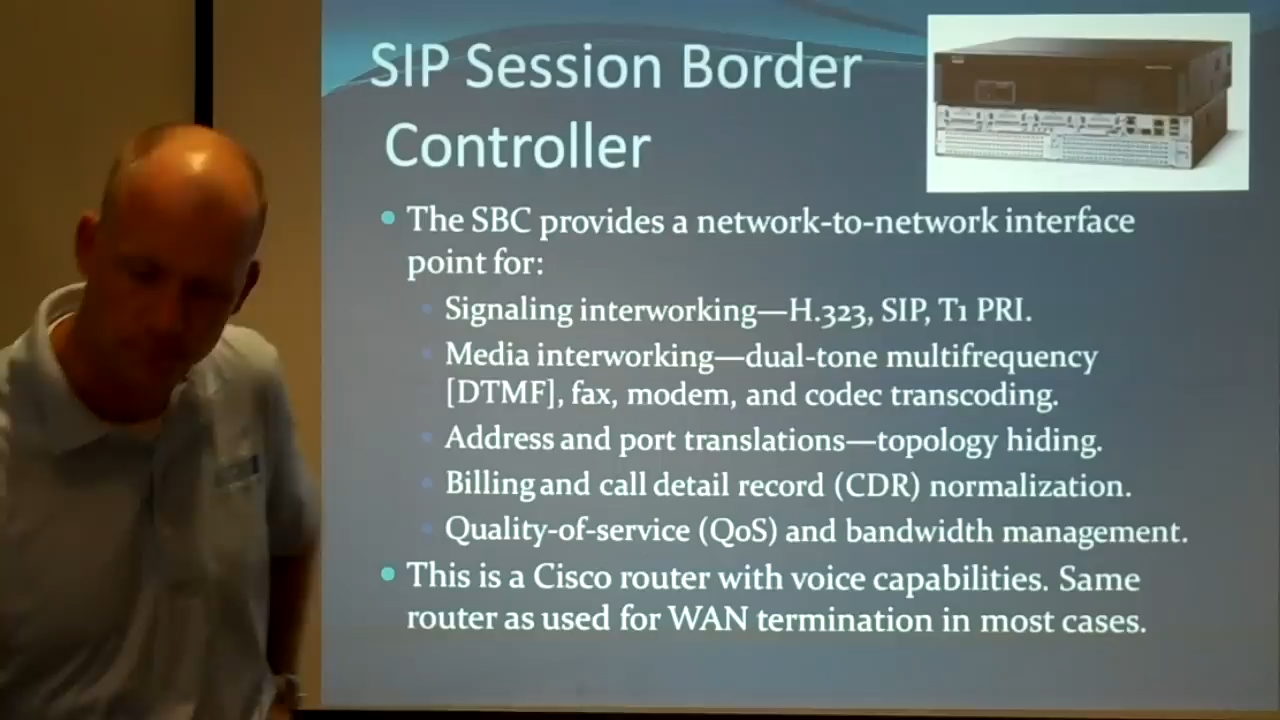 SIP Session Border
Controller
The SBC provides a network-to-network interface
point for:
Signaling interworking—H.323, SIP, T1 PRI.
Media interworking—dual-tone multifrequency
[DTMF], fax, modem, and codec transcoding.
Address and port translations—topology hiding.
Billing and call detail record (CDR) normalization.
Quality-of-service (QoS) and bandwidth management.
This is a Cisco router with voice capabilities. Same
router as used for WAN termination in most cases.